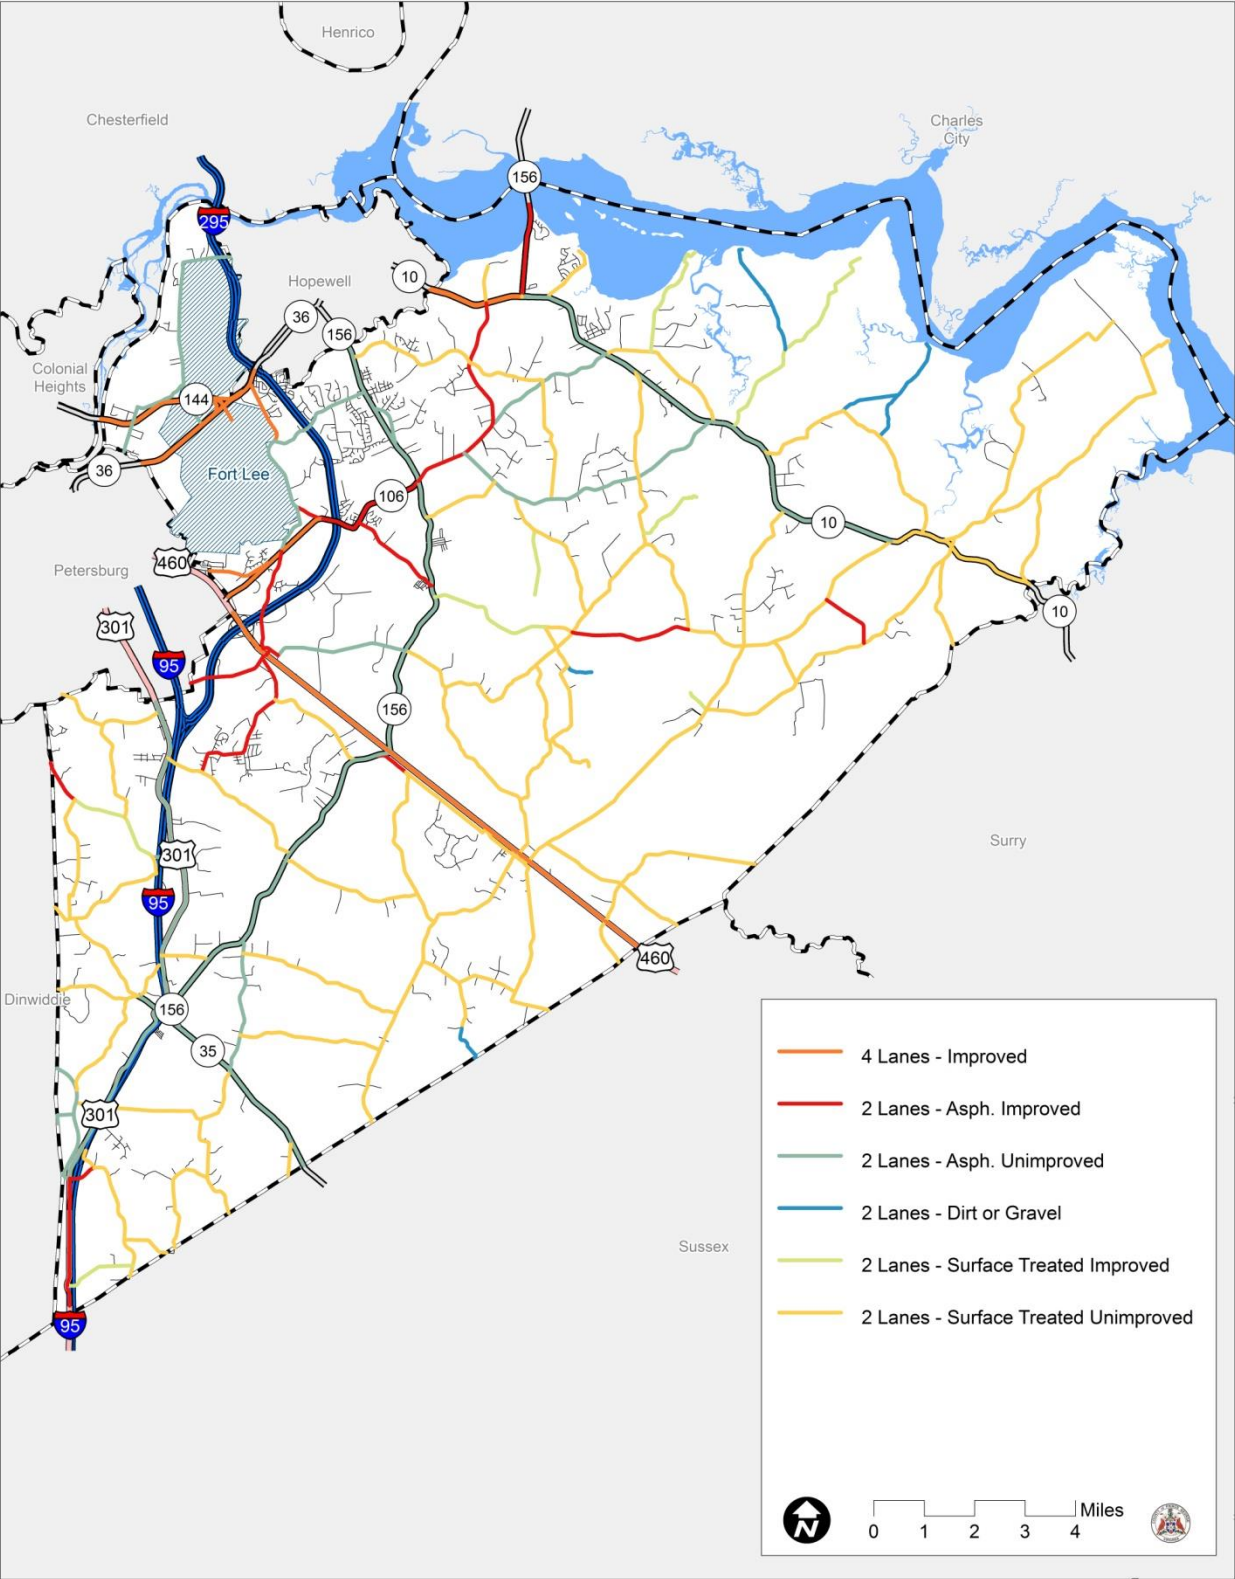 Henrico
Chesterfield
Charles
City
156
295
Hopewell
10
36
156
Colonial
Heights
144
36
Fort Lee
106
10
460
Petersburg
301
10
95
156
301
Surry
95
460
Dinwiddie
156
35
301
Sussex
95
4 Lanes - Improved
2 Lanes - Asph. Improved
2 Lanes - Asph. Unimproved
2 Lanes - Dirt or Gravel
2 Lanes - Surface Treated Improved
2 Lanes - Surface Treated Unimproved
N
Miles
0 1 2 3 4